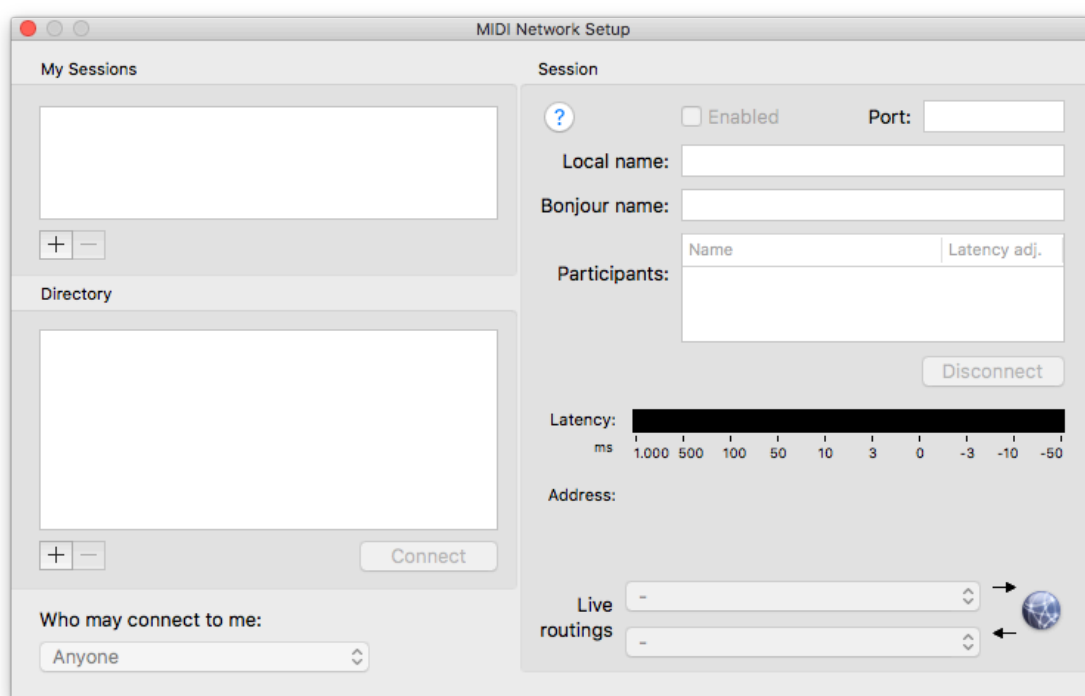 MIDI Network Setup
My Sessions
+ −
Directory
+ −
Connect
Who may connect to me:
Anyone
Session
? Enabled Port:
Local name:
Bonjour name:
Participants:
Name Latency adj.
Disconnect
Latency:
ms 1.000 500 100 50 10 3 0 -3 -10 -50
Address:
Live
routings
-
-